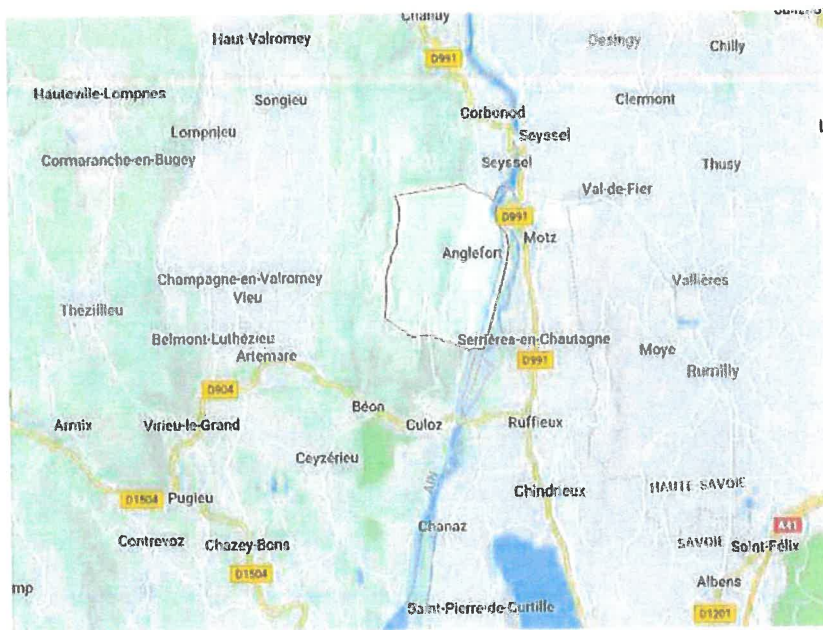 Chanay
Haut-Valromey
Desingy
Chilly
D991
Hauteville-Lompnes
Songieu
Corbonod
Clermont
Lompnieu
Seyssel
Cormaranche-en-Bugey
Seyssel
Thusy
Val-de-Fier
D991
Motz
Anglefort
Champagne-en-Valromey
Vieu
Vallières
Thézillieu
Belmont-Luthézieu
Artemare
Serrières-en-Chautagne
Moye
D991
Rumilly
D904
Béon
Armix
Virieu-le-Grand
Culoz
Ruffieux
Ceyzérieu
AIN
D1504
Pugieu
Chindrieux
HAUTE-SAVOIE
Chanaz
A41
Contrevoz
Chazey-Bons
SAVOIE
Saint-Félix
D1504
Albens
mp
Saint-Pierre-de-Curtille
D1201